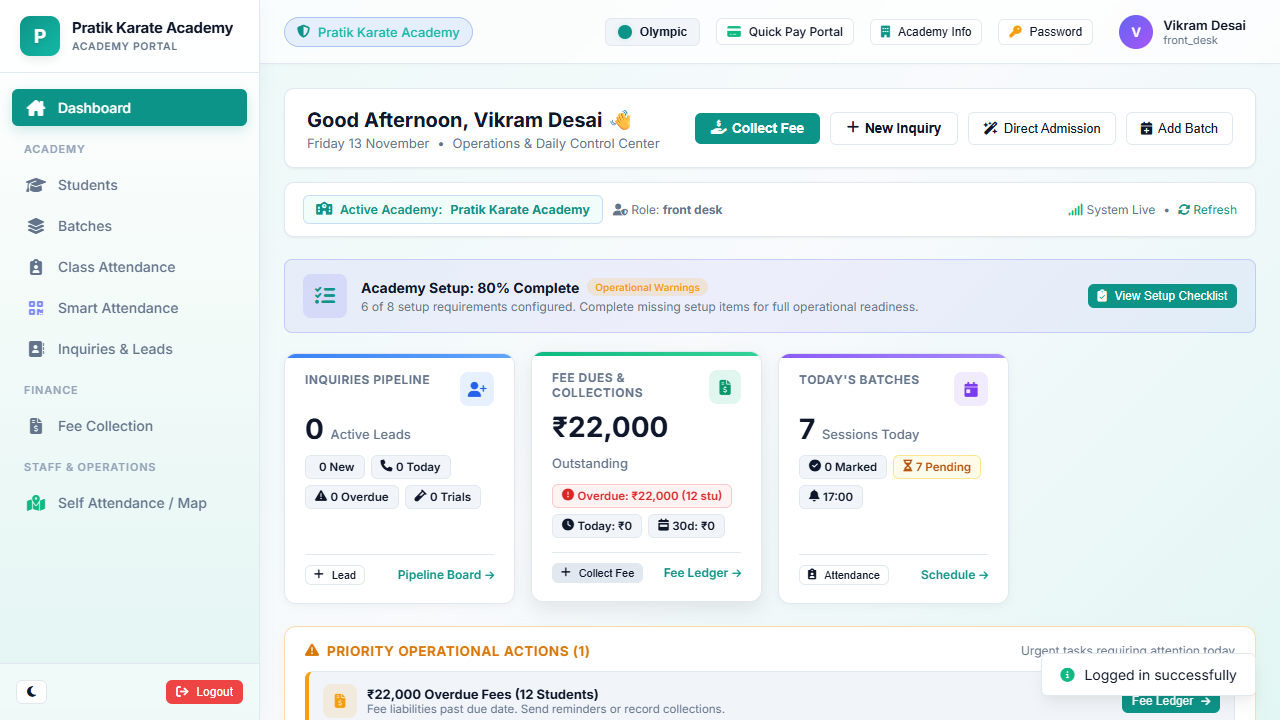 P
Pratik Karate Academy
ACADEMY PORTAL
Dashboard
ACADEMY
Students
Batches
Class Attendance
Smart Attendance
Inquiries & Leads
FINANCE
Fee Collection
STAFF & OPERATIONS
Self Attendance / Map
Logout
Pratik Karate Academy
Olympic
Quick Pay Portal
Academy Info
Password
V
Vikram Desai
front_desk
Good Afternoon, Vikram Desai 👋
Friday 13 November • Operations & Daily Control Center
Collect Fee
New Inquiry
Direct Admission
Add Batch
Active Academy: Pratik Karate Academy
Role: front desk
System Live • Refresh
Academy Setup: 80% Complete
Operational Warnings
6 of 8 setup requirements configured. Complete missing setup items for full operational readiness.
View Setup Checklist
INQUIRIES PIPELINE
0 Active Leads
0 New
0 Today
0 Overdue
0 Trials
+ Lead
Pipeline Board →
FEE DUES &
COLLECTIONS
₹22,000
Outstanding
Overdue: ₹22,000 (12 stu)
Today: ₹0
30d: ₹0
+ Collect Fee
Fee Ledger →
TODAY'S BATCHES
7 Sessions Today
0 Marked
7 Pending
17:00
Attendance
Schedule →
PRIORITY OPERATIONAL ACTIONS (1)
Urgent tasks requiring attention today
₹22,000 Overdue Fees (12 Students)
Fee liabilities past due date. Send reminders or record collections.
Fee Ledger →
Logged in successfully